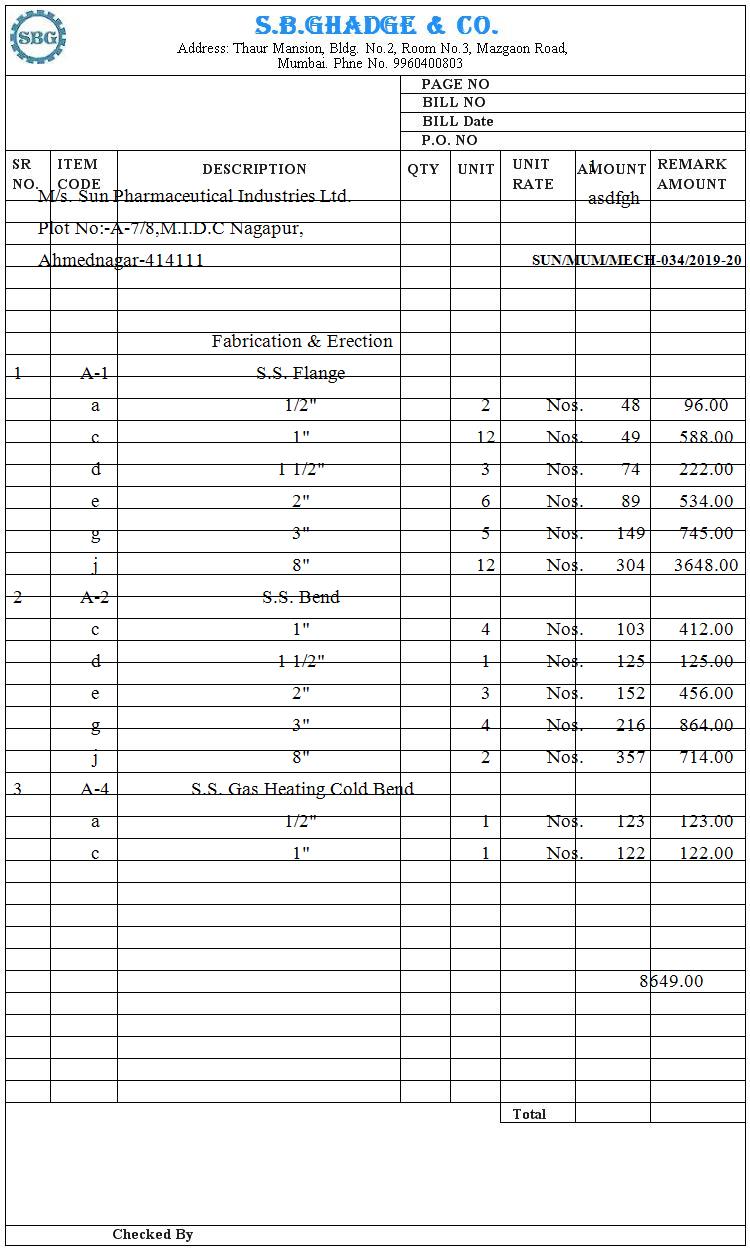 SBG
S.B.GHADGE & CO.
Address: Thaur Mansion, Bldg. No.2, Room No.3, Mazgaon Road,
Mumbai. Phne No. 9960400803
PAGE NO
BILL NO
BILL Date
P.O. NO
SR NO. ITEM CODE DESCRIPTION QTY UNIT UNIT RATE AMOUNT REMARK AMOUNT
1
M/s. Sun Pharmaceutical Industries Ltd. asdfgh
Plot No:-A-7/8,M.I.D.C Nagapur,
Ahmednagar-414111 SUN/MUM/MECH-034/2019-20
Fabrication & Erection
1 A-1 S.S. Flange
a 1/2" 2 Nos. 48 96.00
c 1" 12 Nos. 49 588.00
d 1 1/2" 3 Nos. 74 222.00
e 2" 6 Nos. 89 534.00
g 3" 5 Nos. 149 745.00
j 8" 12 Nos. 304 3648.00
2 A-2 S.S. Bend
c 1" 4 Nos. 103 412.00
d 1 1/2" 1 Nos. 125 125.00
e 2" 3 Nos. 152 456.00
g 3" 4 Nos. 216 864.00
j 8" 2 Nos. 357 714.00
3 A-4 S.S. Gas Heating Cold Bend
a 1/2" 1 Nos. 123 123.00
c 1" 1 Nos. 122 122.00
8649.00
Total
Checked By